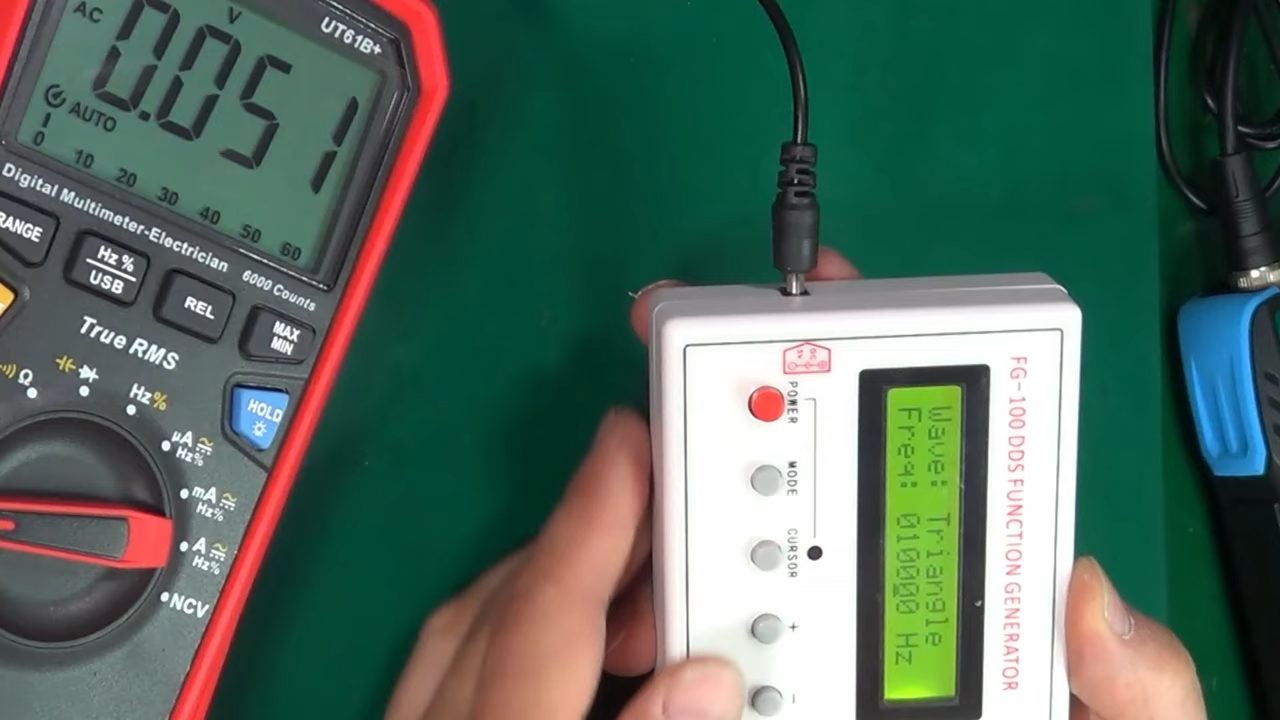 AC
V
UT61B+
0.051
AUTO
0 10 20 30 40 50 60
Digital Multimeter-Electrician
6000 Counts
RANGE
Hz %
USB
REL
MAX
MIN
True RMS
HOLD
Ω
Hz%
µA
Hz%
mA
Hz%
A
Hz%
NCV
FG-100 DDS FUNCTION GENERATOR
Wave: Triangle
Freq: 010000 Hz
POWER
MODE
CURSOR
+
-
DC
5V